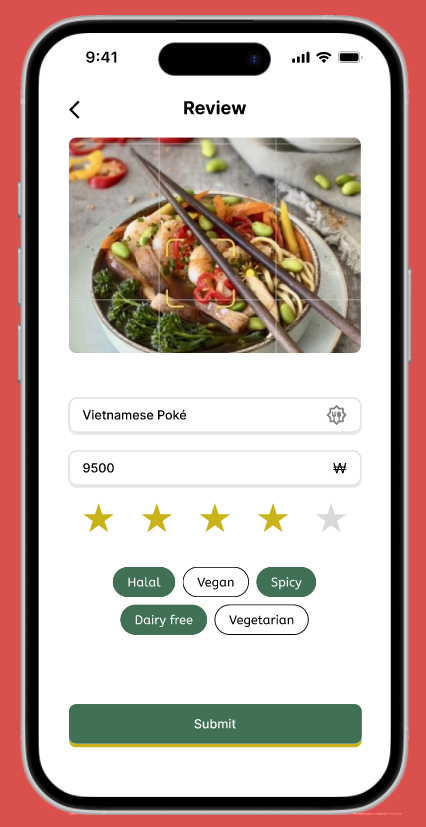 9:41
Review
Vietnamese Poké
9500 ₩
Halal Vegan Spicy
Dairy free Vegetarian
Submit